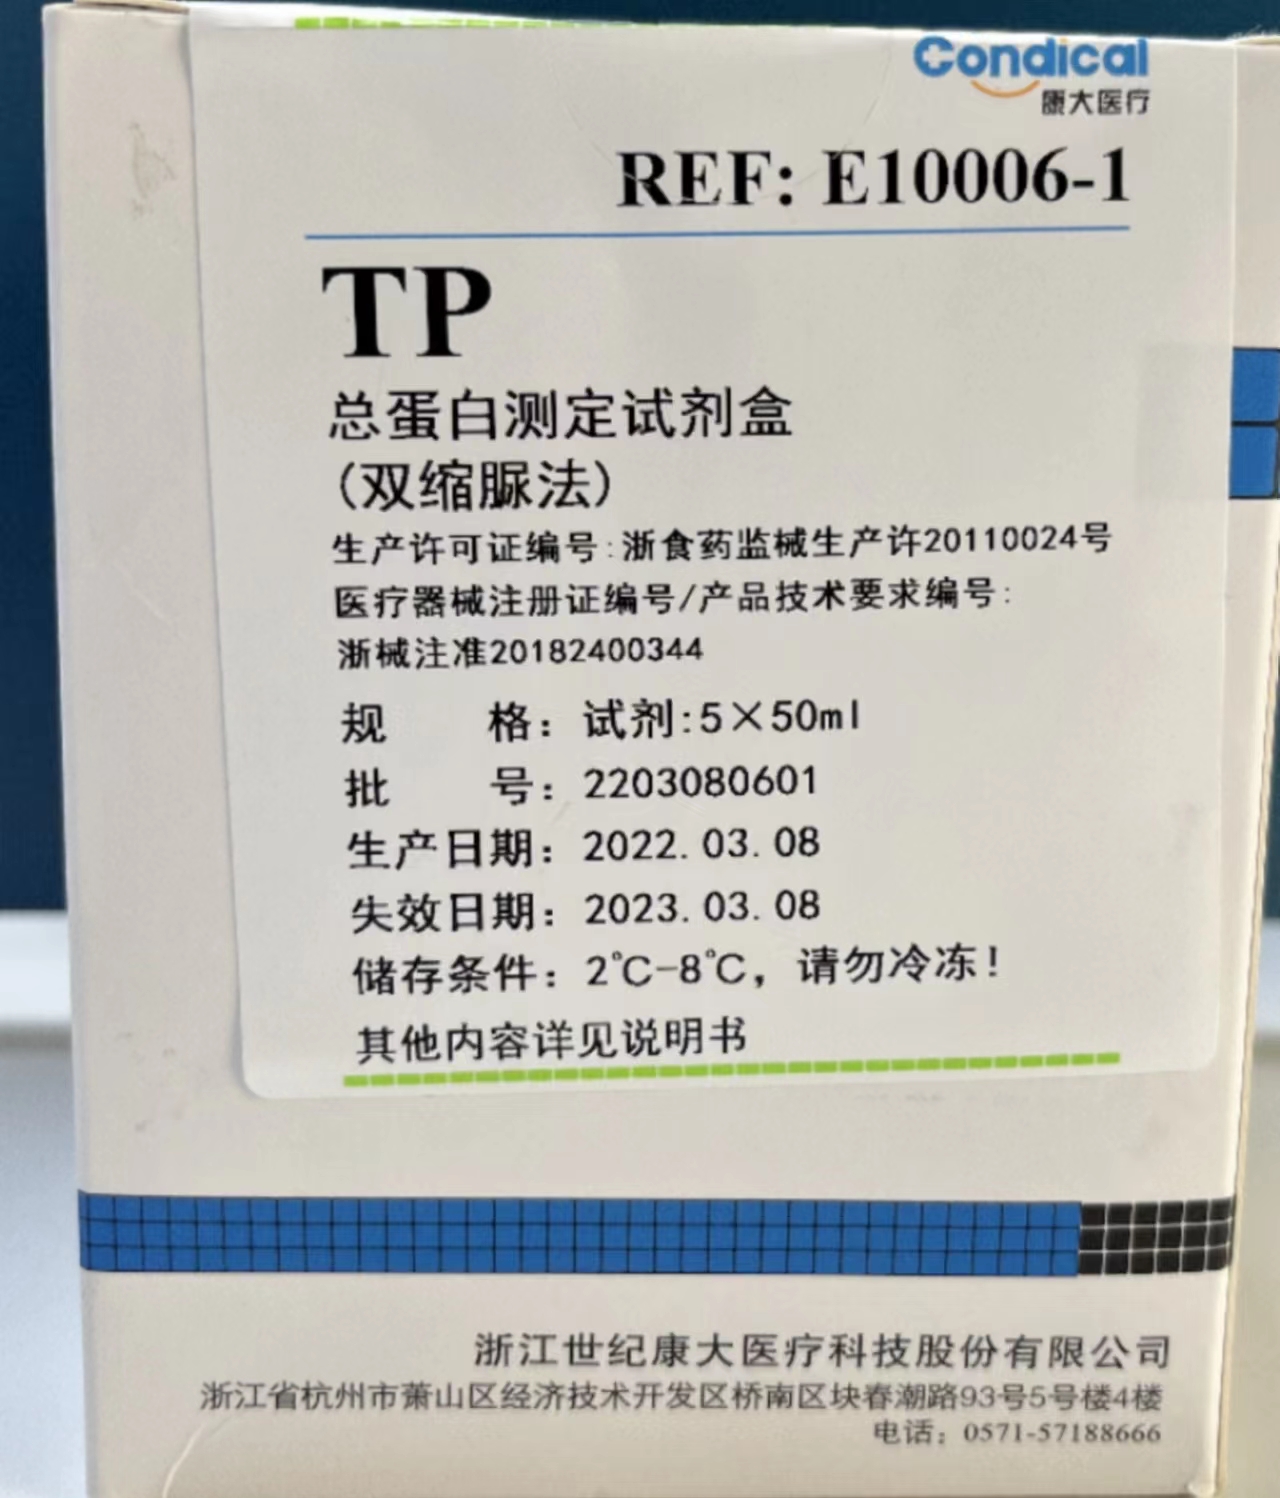 Condical
康大医疗
REF: E10006-1
TP
总蛋白测定试剂盒
(双缩脲法)
生产许可证编号:浙食药监械生产许20110024号
医疗器械注册证编号/产品技术要求编号:
浙械注准20182400344
规 格: 试剂:5×50ml
批 号: 2203080601
生产日期: 2022.03.08
失效日期: 2023.03.08
储存条件: 2℃-8℃, 请勿冷冻!
其他内容详见说明书
浙江世纪康大医疗科技股份有限公司
浙江省杭州市萧山区经济技术开发区桥南区块春潮路93号5号楼4楼
电话: 0571-57188666